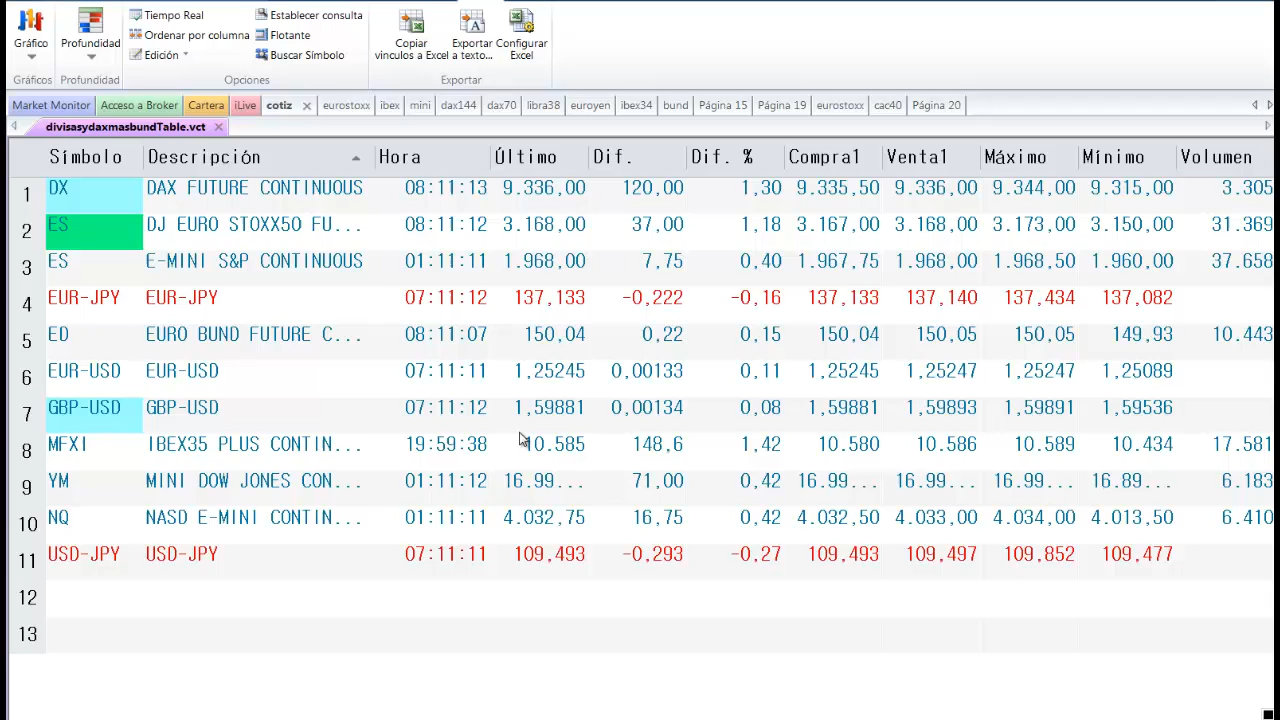 Gráfico
Profundidad
Tiempo Real
Ordenar por columna
Edición
Establecer consulta
Flotante
Buscar Símbolo
Copiar vínculos a Excel
Exportar a texto...
Configurar Excel
Gráficos Profundidad Opciones Exportar
Market Monitor Acceso a Broker Cartera iLive cotiz eurostoxx ibex mini dax144 dax70 libra38 euroyen ibex34 bund Página 15 Página 19 eurostoxx cac40 Página 20
divisasydaxmasbundTable.vct
Símbolo Descripción Hora Último Dif. Dif. % Compra1 Venta1 Máximo Mínimo Volumen
1 DX DAX FUTURE CONTINUOUS 08:11:13 9.336,00 120,00 1,30 9.335,50 9.336,00 9.344,00 9.315,00 3.305
2 ES DJ EURO STOXX50 FU... 08:11:12 3.168,00 37,00 1,18 3.167,00 3.168,00 3.173,00 3.150,00 31.369
3 ES E-MINI S&P CONTINUOUS 01:11:11 1.968,00 7,75 0,40 1.967,75 1.968,00 1.968,50 1.960,00 37.658
4 EUR-JPY EUR-JPY 07:11:12 137,133 -0,222 -0,16 137,133 137,140 137,434 137,082
5 ED EURO BUND FUTURE C... 08:11:07 150,04 0,22 0,15 150,04 150,05 150,05 149,93 10.443
6 EUR-USD EUR-USD 07:11:11 1,25245 0,00133 0,11 1,25245 1,25247 1,25247 1,25089
7 GBP-USD GBP-USD 07:11:12 1,59881 0,00134 0,08 1,59881 1,59893 1,59891 1,59536
8 MFXI IBEX35 PLUS CONTIN... 19:59:38 10.585 148,6 1,42 10.580 10.586 10.589 10.434 17.581
9 YM MINI DOW JONES CON... 01:11:12 16.99... 71,00 0,42 16.99... 16.99... 16.99... 16.89... 6.183
10 NQ NASD E-MINI CONTIN... 01:11:11 4.032,75 16,75 0,42 4.032,50 4.033,00 4.034,00 4.013,50 6.410
11 USD-JPY USD-JPY 07:11:11 109,493 -0,293 -0,27 109,493 109,497 109,852 109,477
12
13